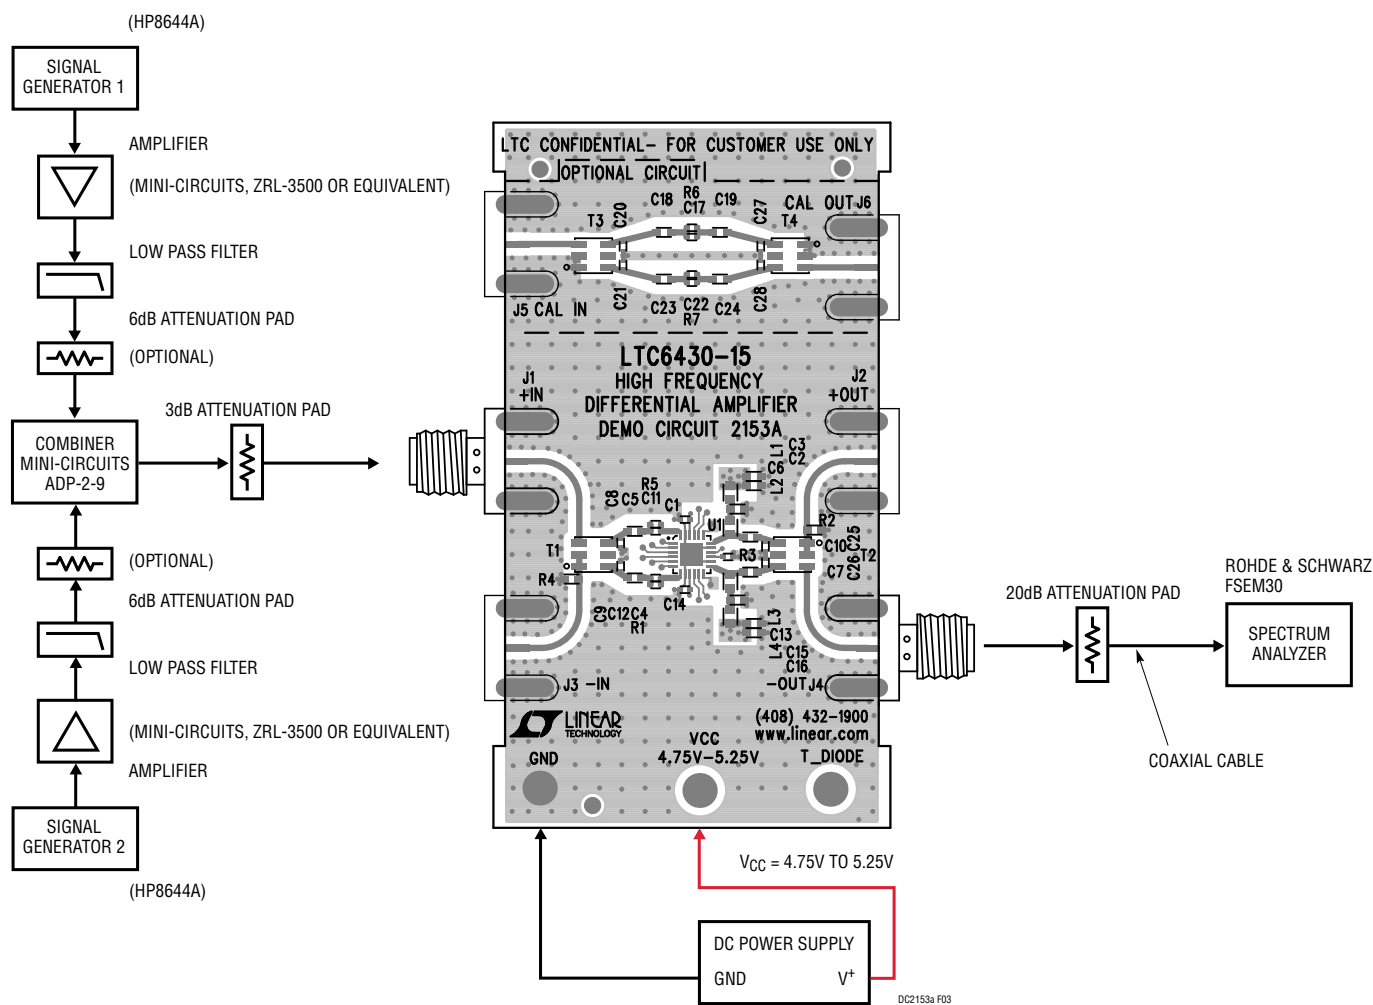 (HP8644A)
SIGNAL
GENERATOR 1
AMPLIFIER
(MINI-CIRCUITS, ZRL-3500 OR EQUIVALENT)
LOW PASS FILTER
6dB ATTENUATION PAD
(OPTIONAL)
3dB ATTENUATION PAD
COMBINER
MINI-CIRCUITS
ADP-2-9
(OPTIONAL)
6dB ATTENUATION PAD
LOW PASS FILTER
(MINI-CIRCUITS, ZRL-3500 OR EQUIVALENT)
AMPLIFIER
SIGNAL
GENERATOR 2
(HP8644A)
LTC CONFIDENTIAL- FOR CUSTOMER USE ONLY
OPTIONAL CIRCUIT
R6
C18 C17 C19
C20 C27
T3 T4
CAL OUT J6
C21 C28
C23 C22 C24
R7
J5 CAL IN
LTC6430-15
HIGH FREQUENCY
DIFFERENTIAL AMPLIFIER
DEMO CIRCUIT 2153A
J1
+IN
J2
+OUT
L1 C3
C2
C6
L2
R5
C8 C5 C11
C1
U1
R2
T1
R3
C10 C25
T2
C7 C26
R4
C14
C9 C12 C4
R1
L3
C13
L4 C15
C16
J3 -IN
-OUT J4
LINEAR
TECHNOLOGY
(408) 432-1900
www.linear.com
GND
VCC
4.75V-5.25V
T_DIODE
VCC = 4.75V TO 5.25V
DC POWER SUPPLY
GND V+
DC2153a F03
20dB ATTENUATION PAD
ROHDE & SCHWARZ
FSEM30
SPECTRUM
ANALYZER
COAXIAL CABLE